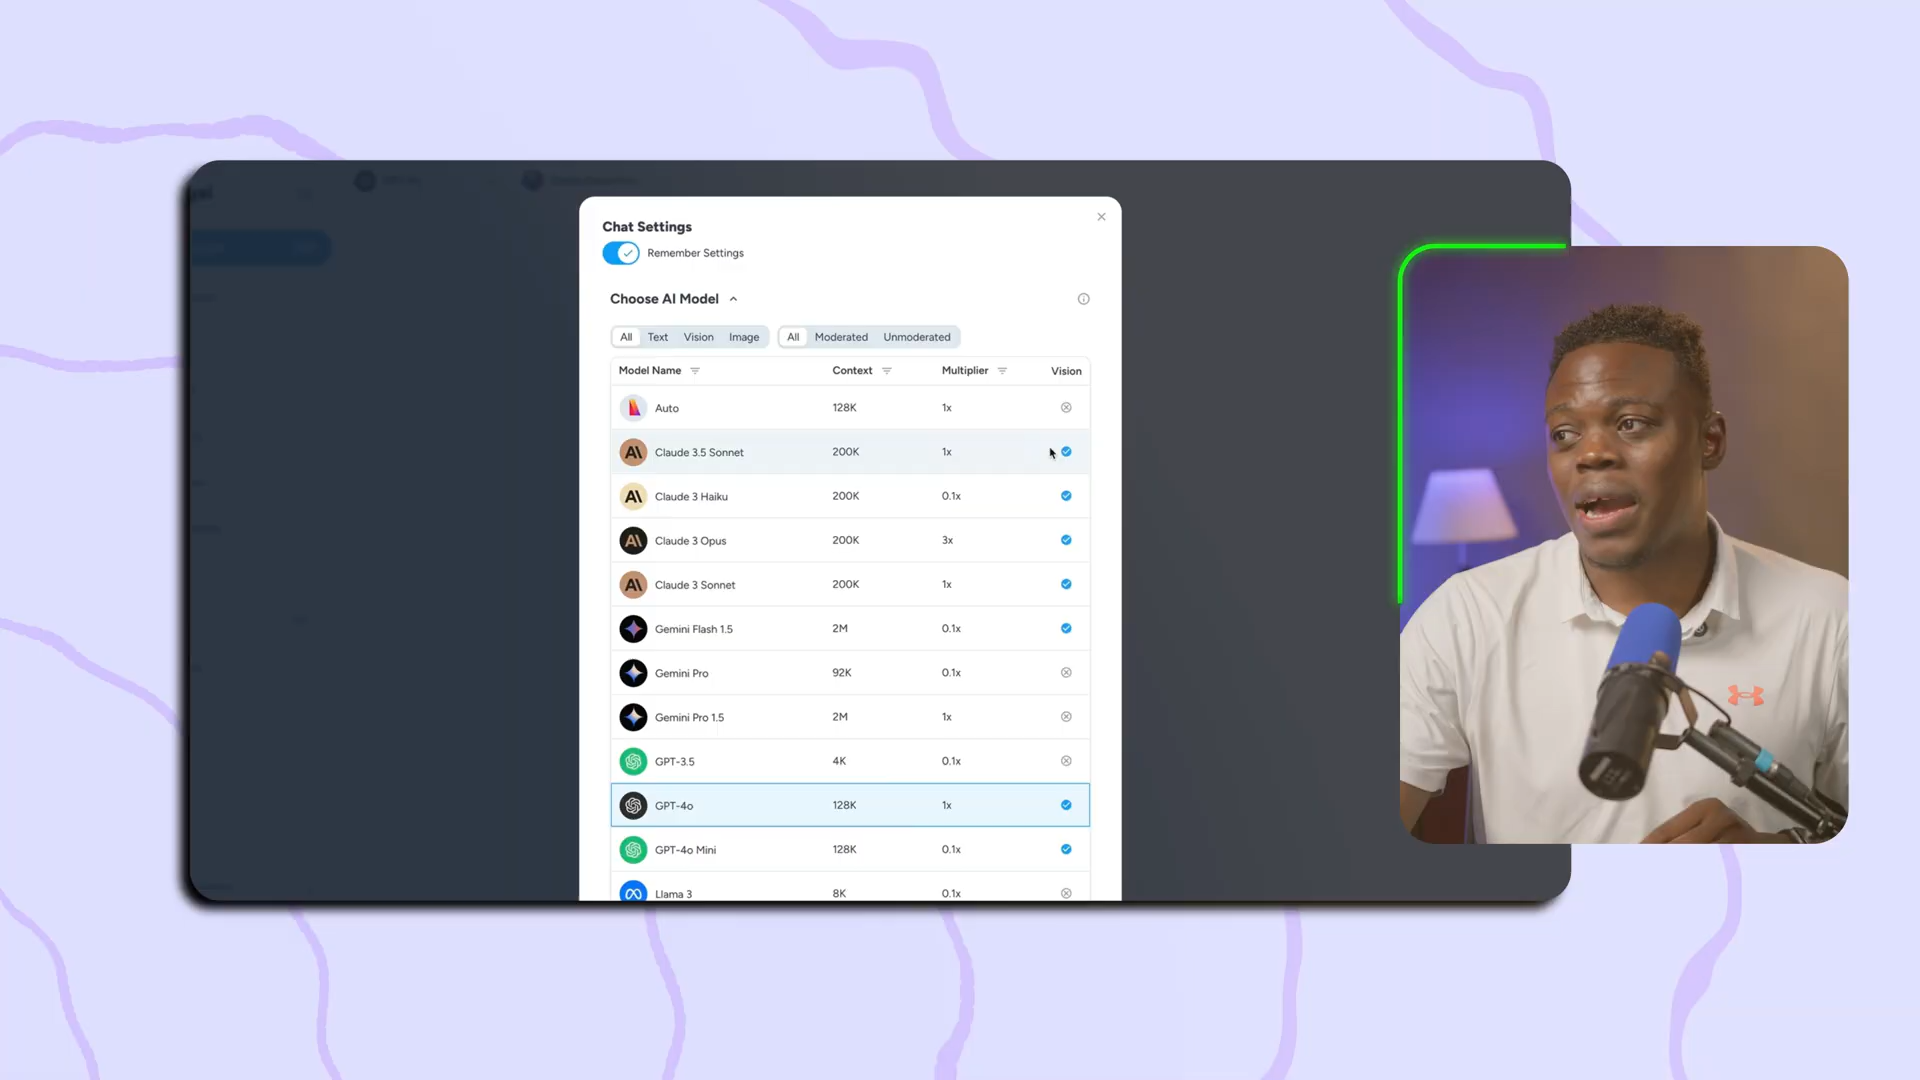 Chat Settings
Remember Settings
Choose AI Model
All Text Vision Image All Moderated Unmoderated
Model Name Context Multiplier Vision
Auto 128K 1x
Claude 3.5 Sonnet 200K 1x
Claude 3 Haiku 200K 0.1x
Claude 3 Opus 200K 3x
Claude 3 Sonnet 200K 1x
Gemini Flash 1.5 2M 0.1x
Gemini Pro 92K 0.1x
Gemini Pro 1.5 2M 1x
GPT-3.5 4K 0.1x
GPT-4o 128K 1x
GPT-4o Mini 128K 0.1x
Llama 3 8K 0.1x